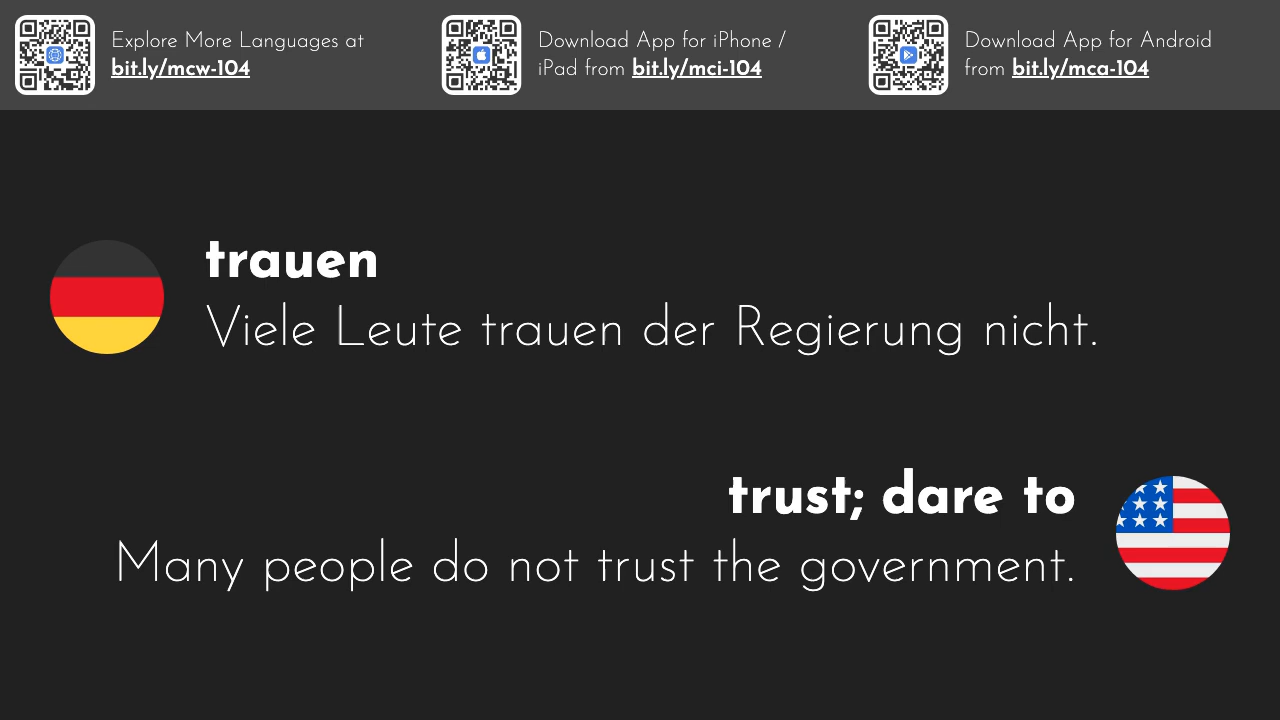 Explore More Languages at
bit.ly/mcw-104
Download App for iPhone /
iPad from bit.ly/mci-104
Download App for Android
from bit.ly/mca-104
trauen
Viele Leute trauen der Regierung nicht.
trust; dare to
Many people do not trust the government.